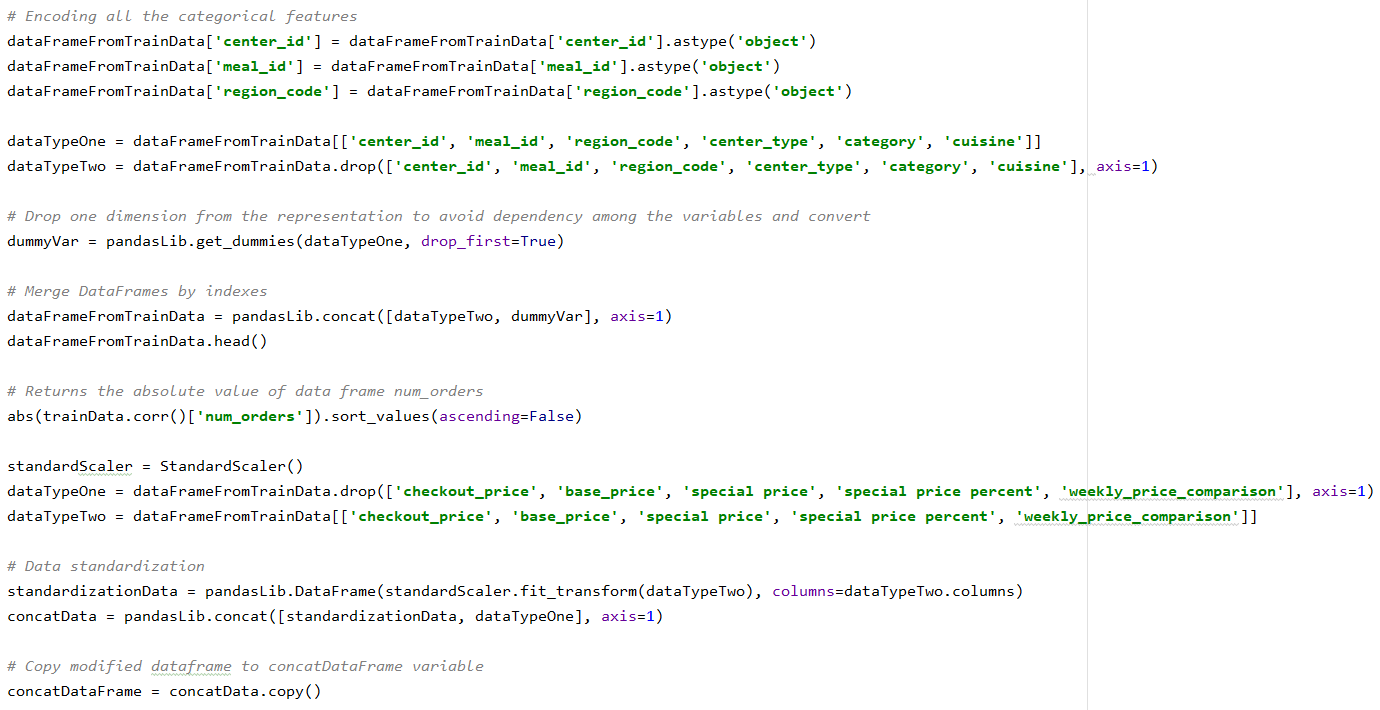 # Encoding all the categorical features
dataFrameFromTrainData['center_id'] = dataFrameFromTrainData['center_id'].astype('object')
dataFrameFromTrainData['meal_id'] = dataFrameFromTrainData['meal_id'].astype('object')
dataFrameFromTrainData['region_code'] = dataFrameFromTrainData['region_code'].astype('object')
dataTypeOne = dataFrameFromTrainData[['center_id', 'meal_id', 'region_code', 'center_type', 'category', 'cuisine']]
dataTypeTwo = dataFrameFromTrainData.drop(['center_id', 'meal_id', 'region_code', 'center_type', 'category', 'cuisine'], axis=1)
# Drop one dimension from the representation to avoid dependency among the variables and convert
dummyVar = pandasLib.get_dummies(dataTypeOne, drop_first=True)
# Merge DataFrames by indexes
dataFrameFromTrainData = pandasLib.concat([dataTypeTwo, dummyVar], axis=1)
dataFrameFromTrainData.head()
# Returns the absolute value of data frame num_orders
abs(trainData.corr()['num_orders']).sort_values(ascending=False)
standardScaler = StandardScaler()
dataTypeOne = dataFrameFromTrainData.drop(['checkout_price', 'base_price', 'special price', 'special price percent', 'weekly_price_comparison'], axis=1)
dataTypeTwo = dataFrameFromTrainData[['checkout_price', 'base_price', 'special price', 'special price percent', 'weekly_price_comparison']]
# Data standardization
standardizationData = pandasLib.DataFrame(standardScaler.fit_transform(dataTypeTwo), columns=dataTypeTwo.columns)
concatData = pandasLib.concat([standardizationData, dataTypeOne], axis=1)
# Copy modified dataframe to concatDataFrame variable
concatDataFrame = concatData.copy()